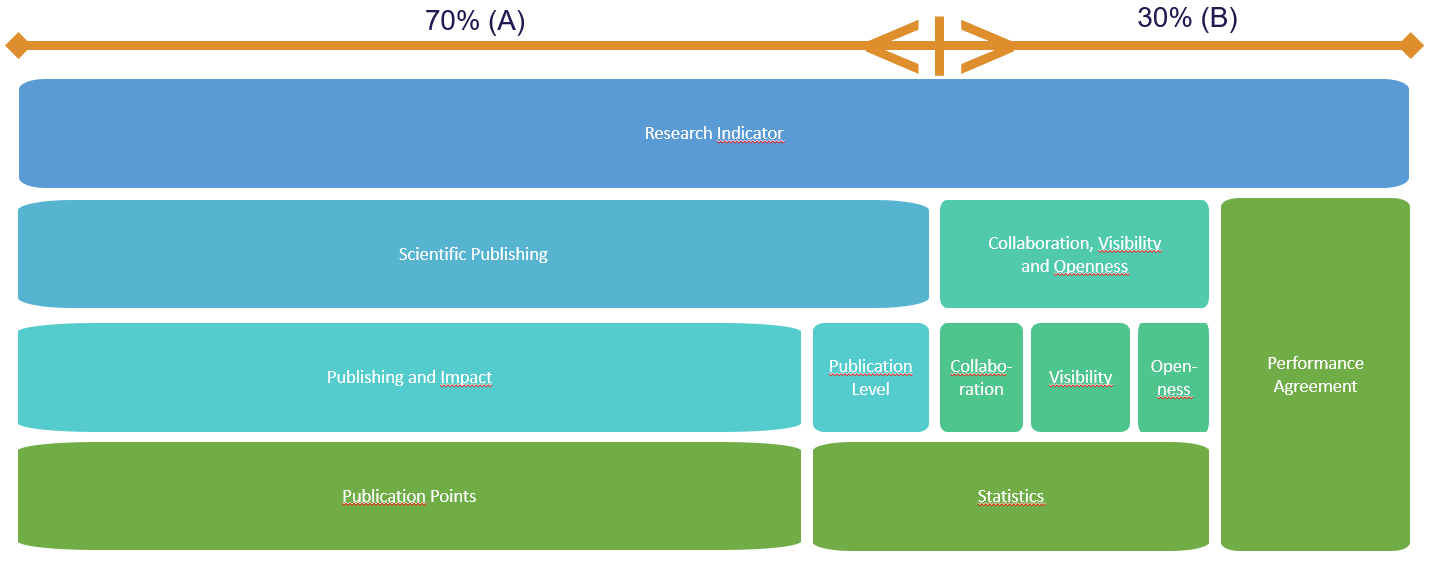 70% (A)
30% (B)
Research Indicator
Scientific Publishing
Collaboration, Visibility
and Openness
Publishing and Impact
Publication
Level
Collabo-
ration
Visibility
Open-
ness
Performance
Agreement
Publication Points
Statistics